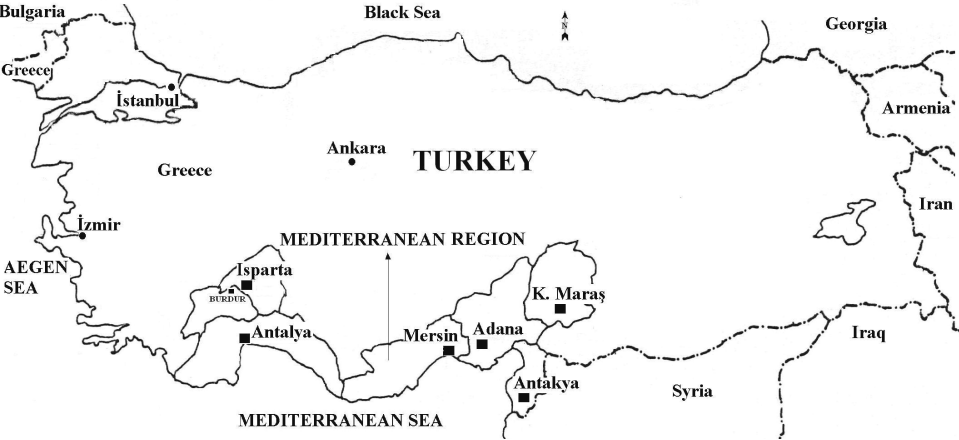 Bulgaria
Black Sea
N
Georgia
Greece
İstanbul
Armenia
Ankara
TURKEY
Greece
Iran
İzmir
MEDITERRANEAN REGION
AEGEN
SEA
Isparta
BURDUR
K. Maraş
Antalya
Mersin
Adana
Iraq
Antakya
Syria
MEDITERRANEAN SEA